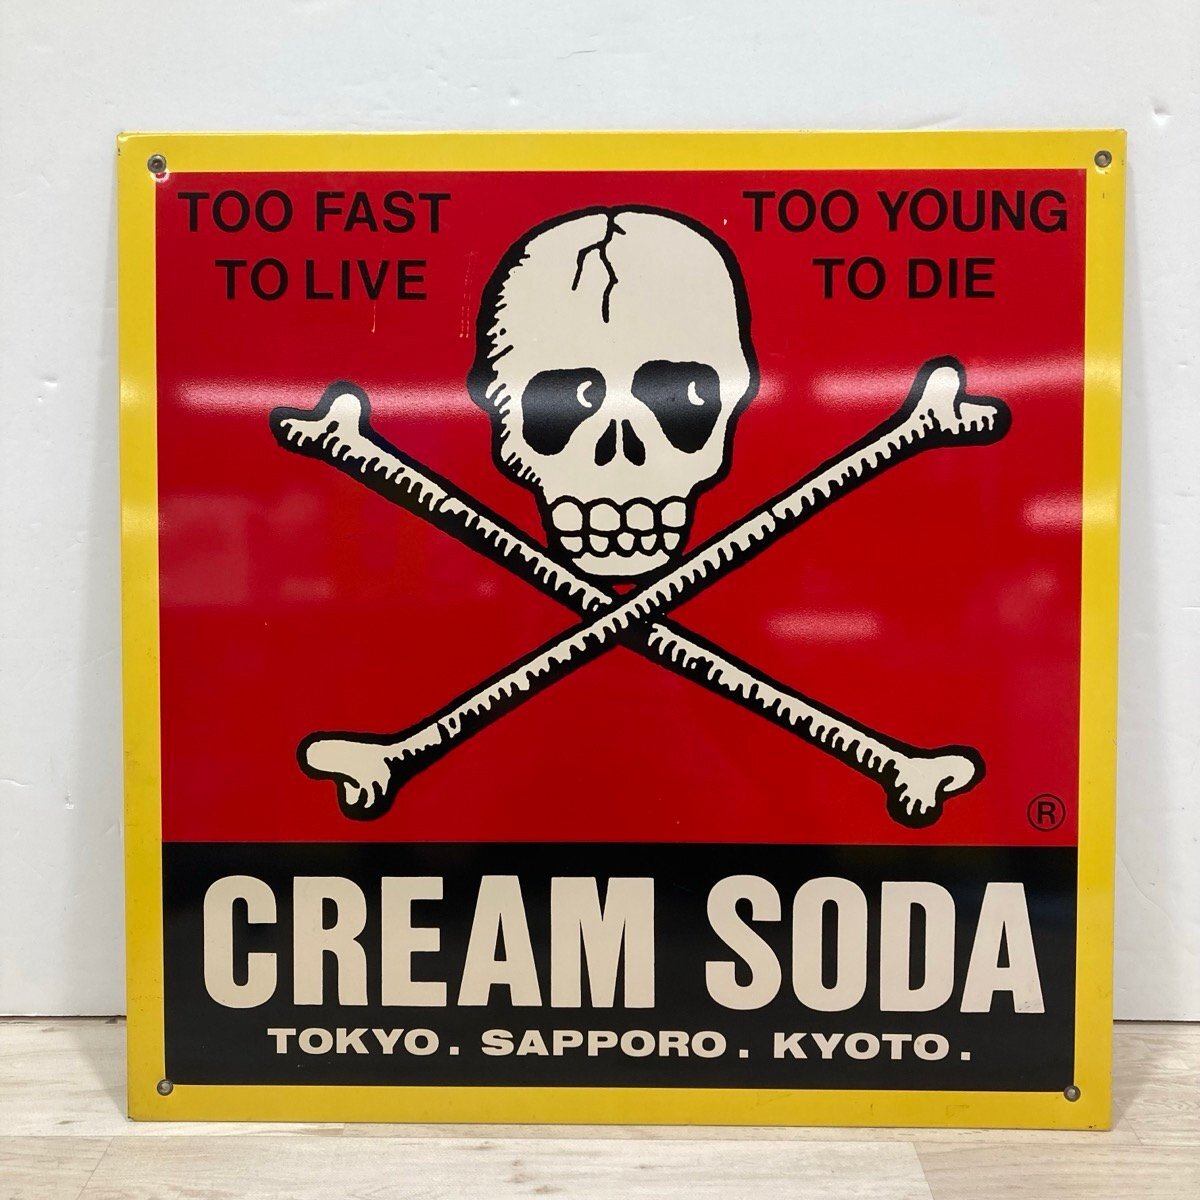 TOO FAST
TO LIVE
TOO YOUNG
TO DIE
®
CREAM SODA
TOKYO. SAPPORO. KYOTO.